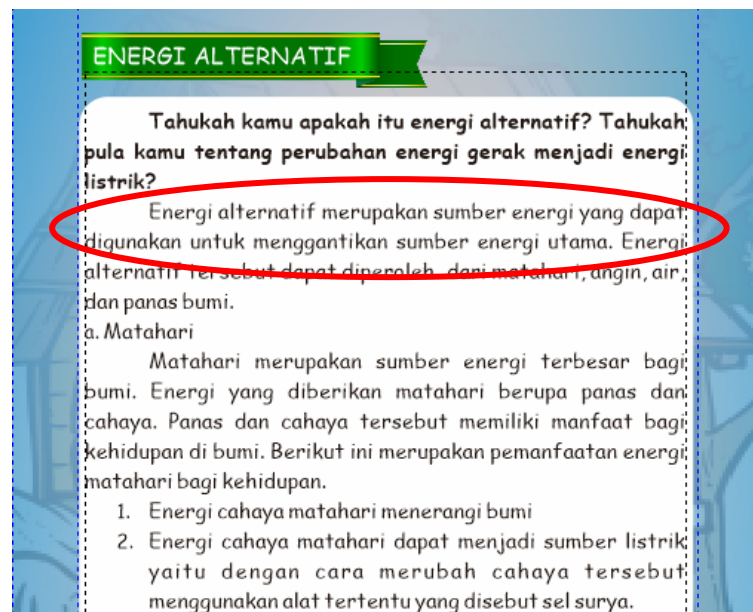 ENERGI ALTERNATIF
Tahukah kamu apakah itu energi alternatif? Tahukah
pula kamu tentang perubahan energi gerak menjadi energi
listrik?
Energi alternatif merupakan sumber energi yang dapat
digunakan untuk menggantikan sumber energi utama. Energi
alternatif tersebut dapat diperoleh dari matahari, angin, air,
dan panas bumi.
a. Matahari
Matahari merupakan sumber energi terbesar bagi
bumi. Energi yang diberikan matahari berupa panas dan
cahaya. Panas dan cahaya tersebut memiliki manfaat bagi
kehidupan di bumi. Berikut ini merupakan pemanfaatan energi
matahari bagi kehidupan.
1. Energi cahaya matahari menerangi bumi
2. Energi cahaya matahari dapat menjadi sumber listrik
yaitu dengan cara merubah cahaya tersebut
menggunakan alat tertentu yang disebut sel surya.